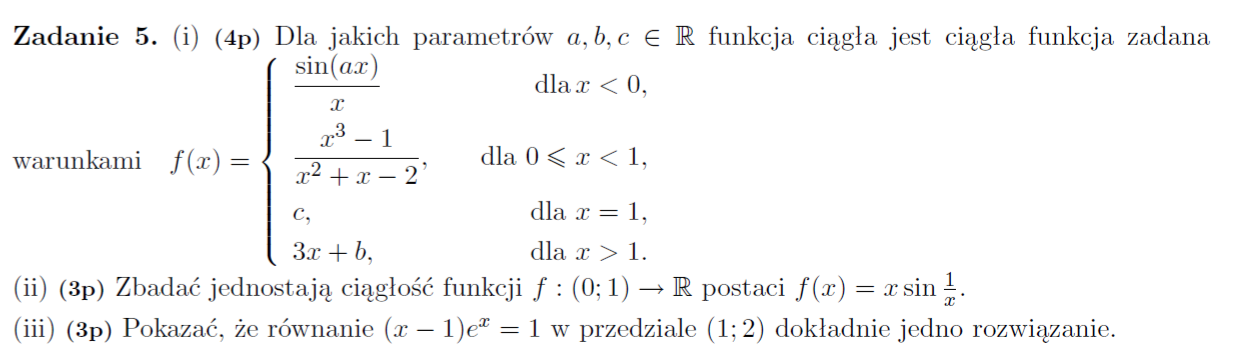 Zadanie 5. (i) (4p) Dla jakich parametrów a, b, c ∈ ℝ funkcja ciągła jest ciągła funkcja zadana
warunkami f(x) = {
sin(ax)/x dla x < 0,
(x³ − 1)/(x² + x − 2), dla 0 ⩽ x < 1,
c, dla x = 1,
3x + b, dla x > 1.
(ii) (3p) Zbadać jednostają ciągłość funkcji f : (0; 1) → ℝ postaci f(x) = x sin 1/x.
(iii) (3p) Pokazać, że równanie (x − 1)eˣ = 1 w przedziale (1; 2) dokładnie jedno rozwiązanie.